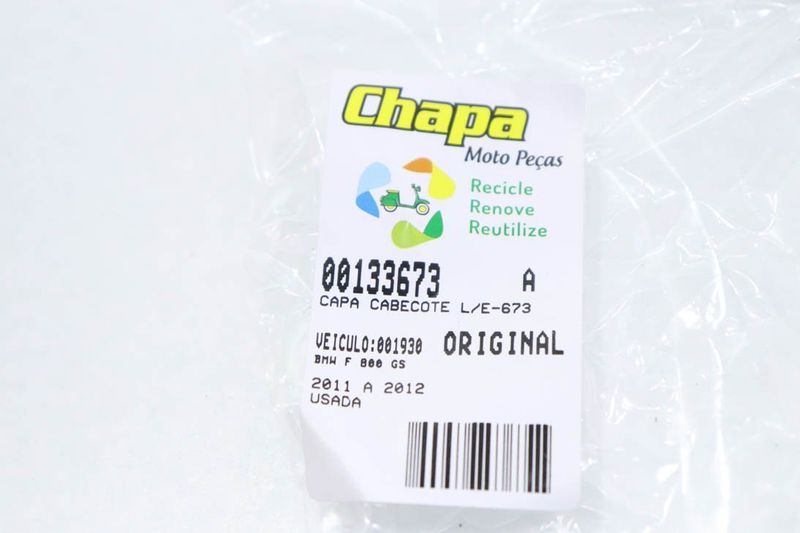 Chapa
Moto Peças
Recicle
Renove
Reutilize
00133673 A
CAPA CABECOTE L/E-673
VEICULO:001930 ORIGINAL
BMW F 800 GS
2011 A 2012
USADA